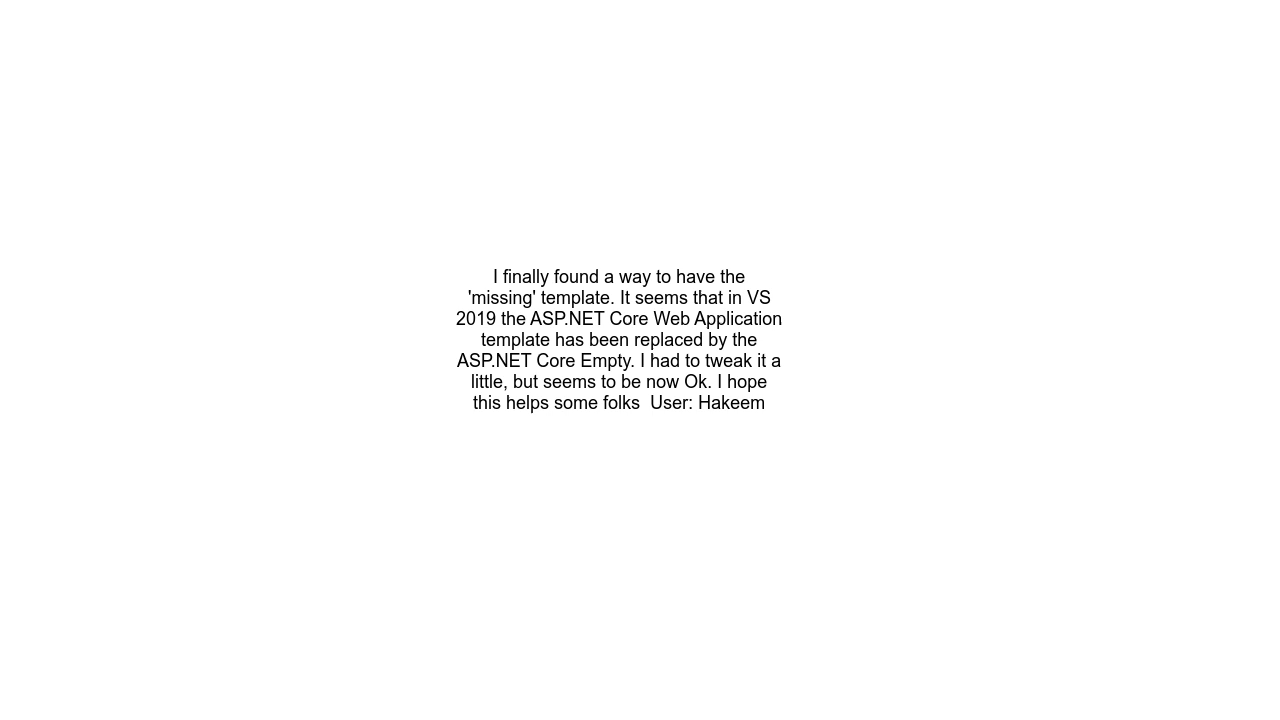 I finally found a way to have the
'missing' template. It seems that in VS
2019 the ASP.NET Core Web Application
template has been replaced by the
ASP.NET Core Empty. I had to tweak it a
little, but seems to be now Ok. I hope
this helps some folks  User: Hakeem